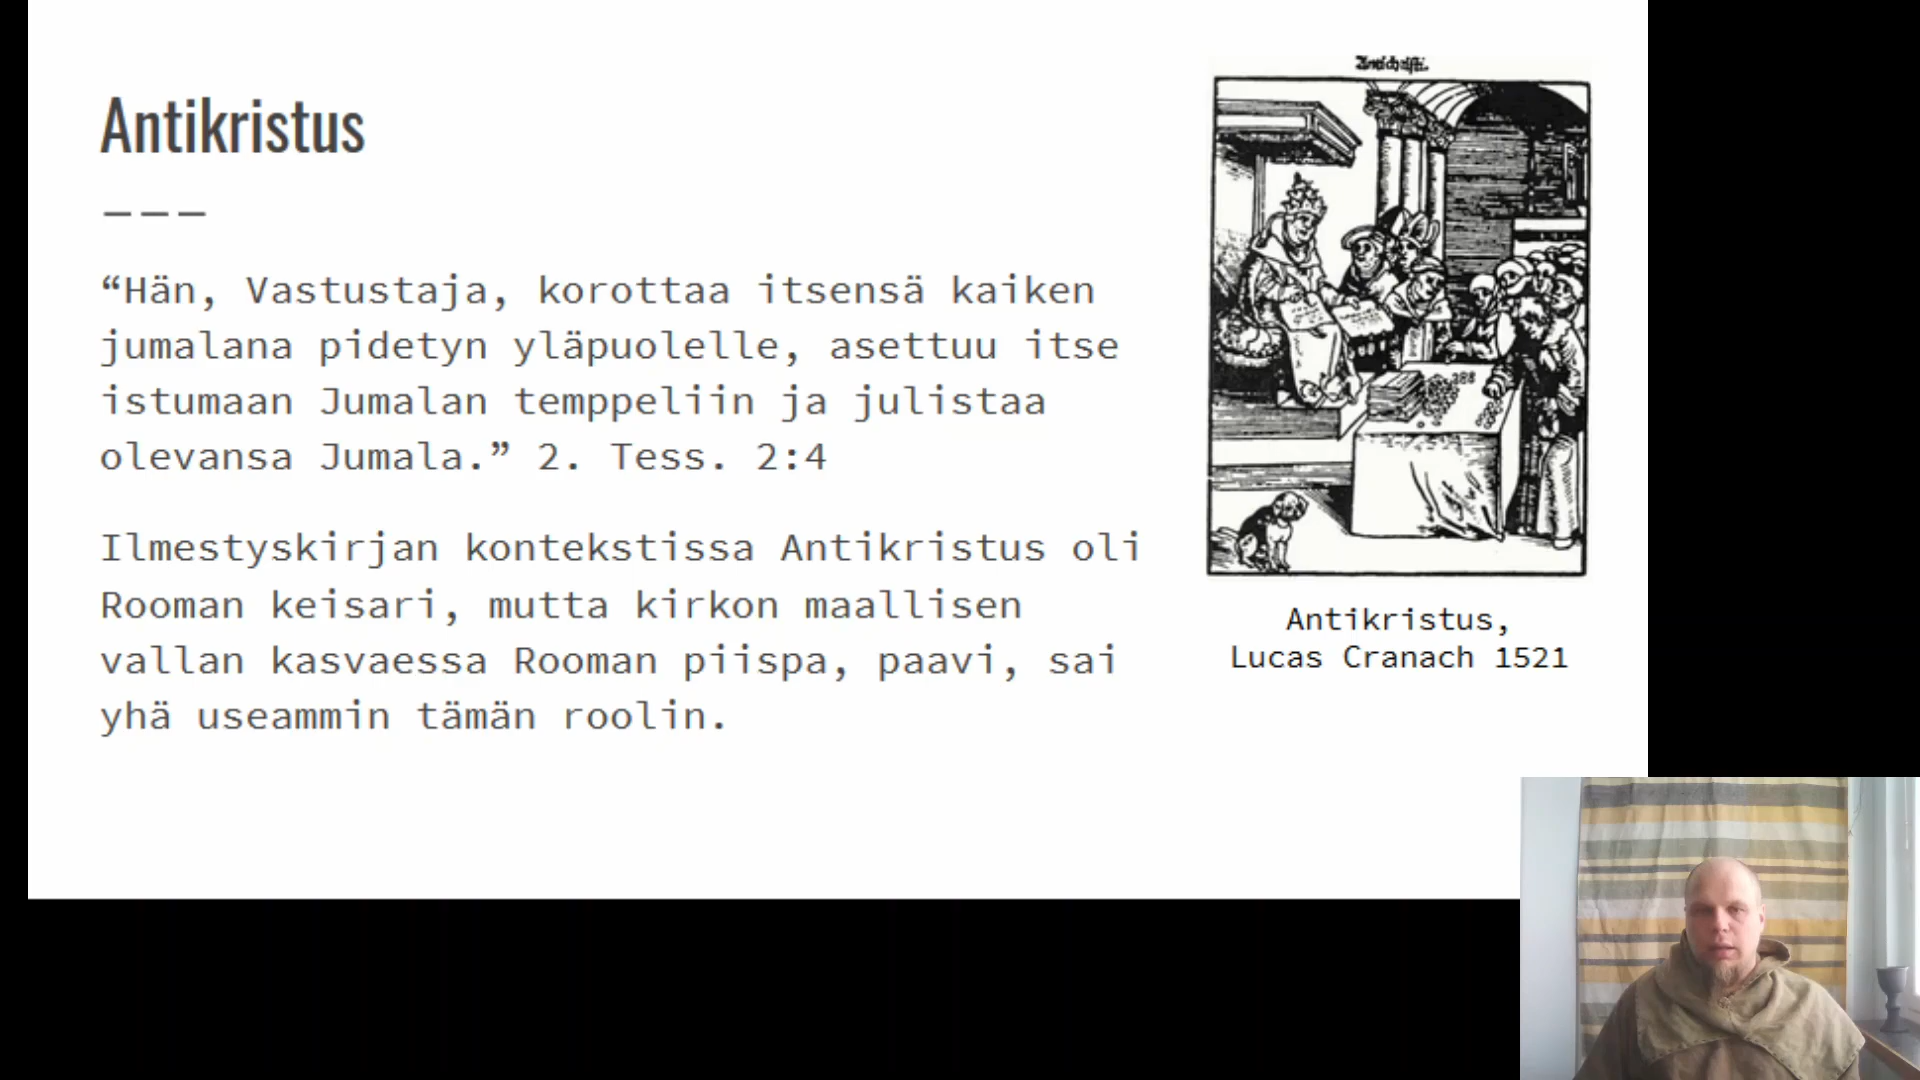 Antikristus
“Hän, Vastustaja, korottaa itsensä kaiken
jumalana pidetyn yläpuolelle, asettuu itse
istumaan Jumalan temppeliin ja julistaa
olevansa Jumala.” 2. Tess. 2:4
Ilmestyskirjan kontekstissa Antikristus oli
Rooman keisari, mutta kirkon maallisen
vallan kasvaessa Rooman piispa, paavi, sai
yhä useammin tämän roolin.
Antichristi.
Antikristus,
Lucas Cranach 1521